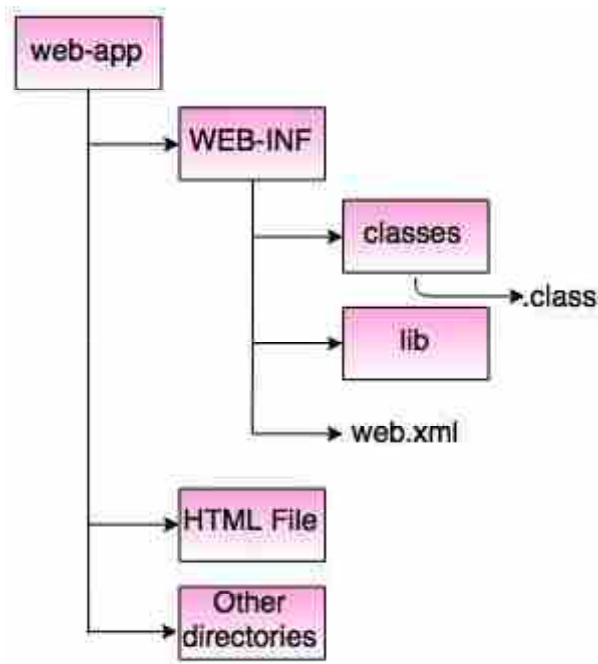 web-app
WEB-INF
classes
.class
lib
web.xml
HTML File
Other
directories